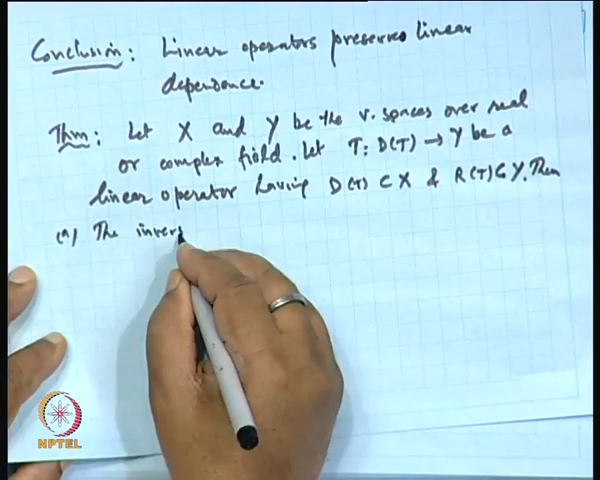 Conclusion: Linear operators preserves linear
dependence.
Thm: Let X and Y be the v. spaces over real
or complex field. Let T: D(T) → Y be a
linear operator having D(T) ⊂ X & R(T) ⊆ Y. Then
(a) The invers
NPTEL